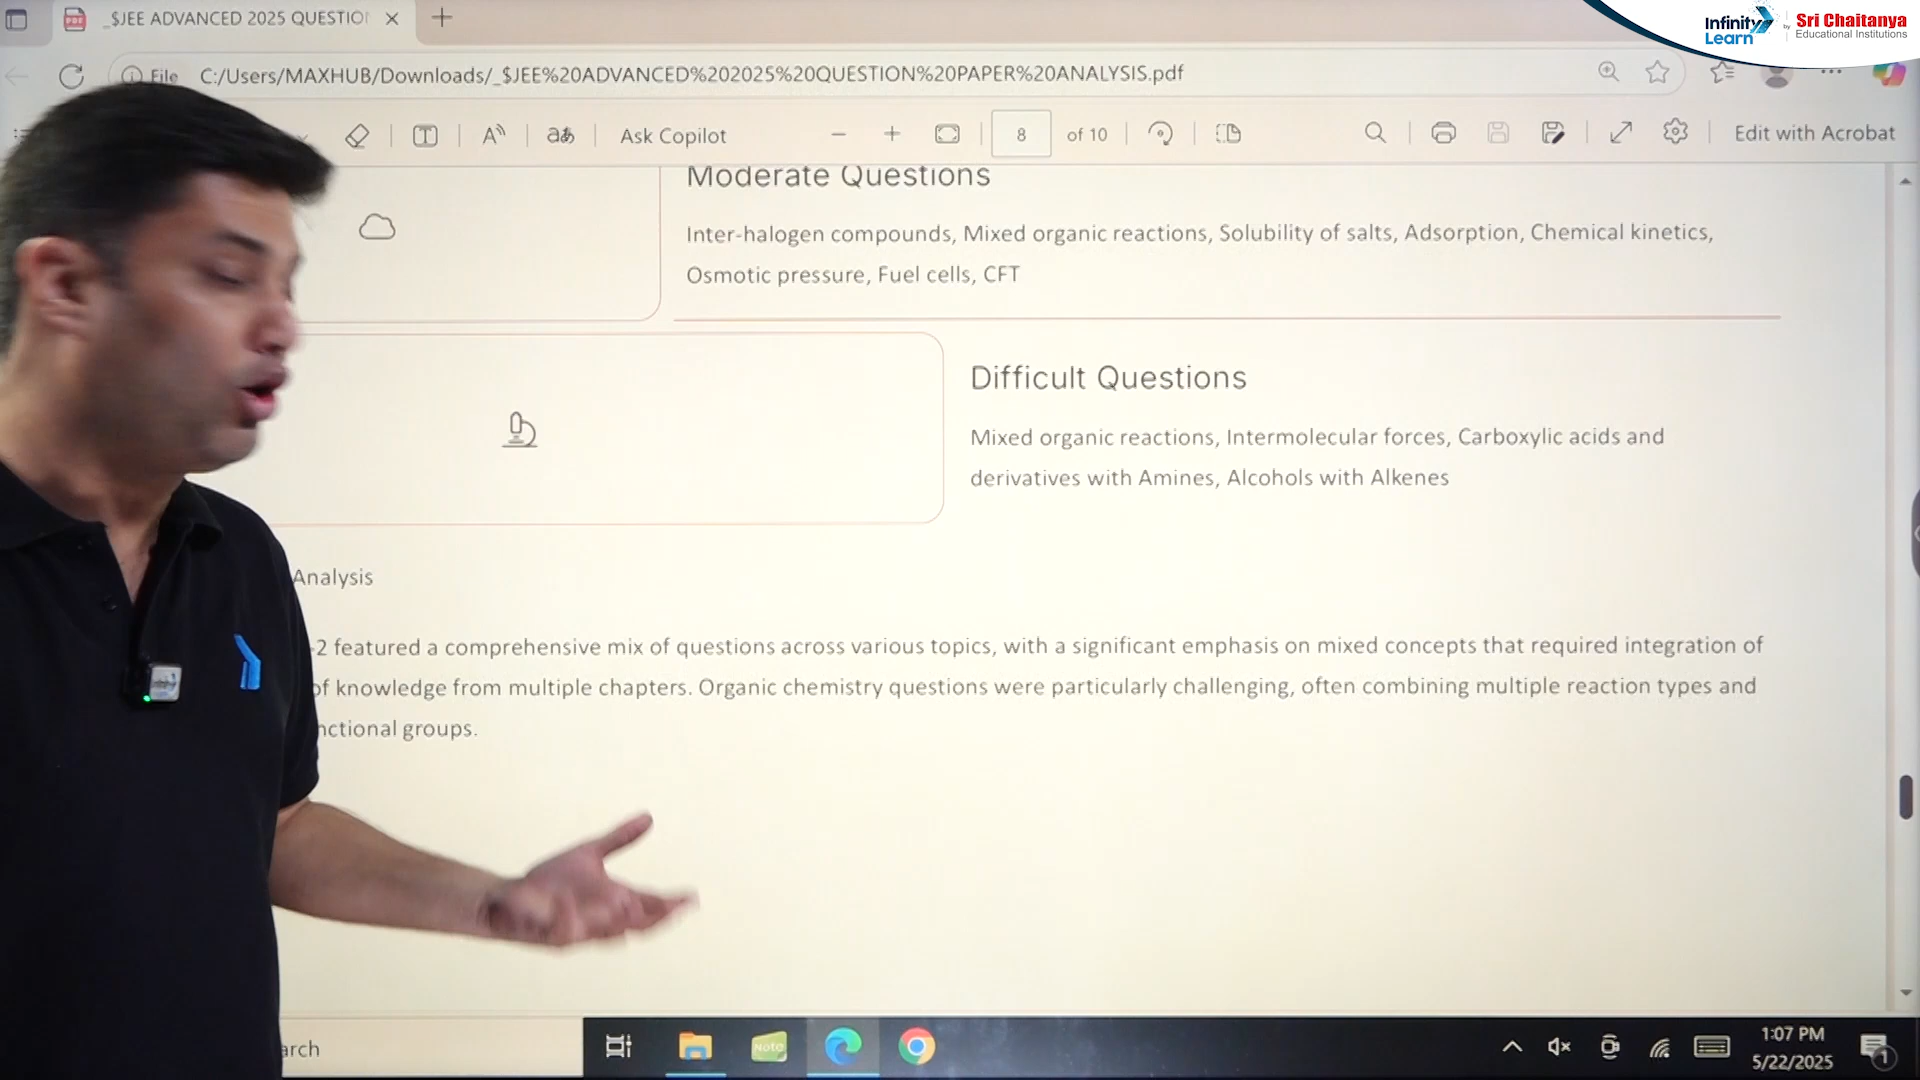 _$JEE ADVANCED 2025 QUESTIO
Infinity Learn by Sri Chaitanya Educational Institutions
File C:/Users/MAXHUB/Downloads/_$JEE%20ADVANCED%202025%20QUESTION%20PAPER%20ANALYSIS.pdf
Ask Copilot 8 of 10 Edit with Acrobat
Moderate Questions
Inter-halogen compounds, Mixed organic reactions, Solubility of salts, Adsorption, Chemical kinetics,
Osmotic pressure, Fuel cells, CFT
Difficult Questions
Mixed organic reactions, Intermolecular forces, Carboxylic acids and
derivatives with Amines, Alcohols with Alkenes
Analysis
-2 featured a comprehensive mix of questions across various topics, with a significant emphasis on mixed concepts that required integration of
of knowledge from multiple chapters. Organic chemistry questions were particularly challenging, often combining multiple reaction types and
nctional groups.
arch
Note
1:07 PM
5/22/2025
1